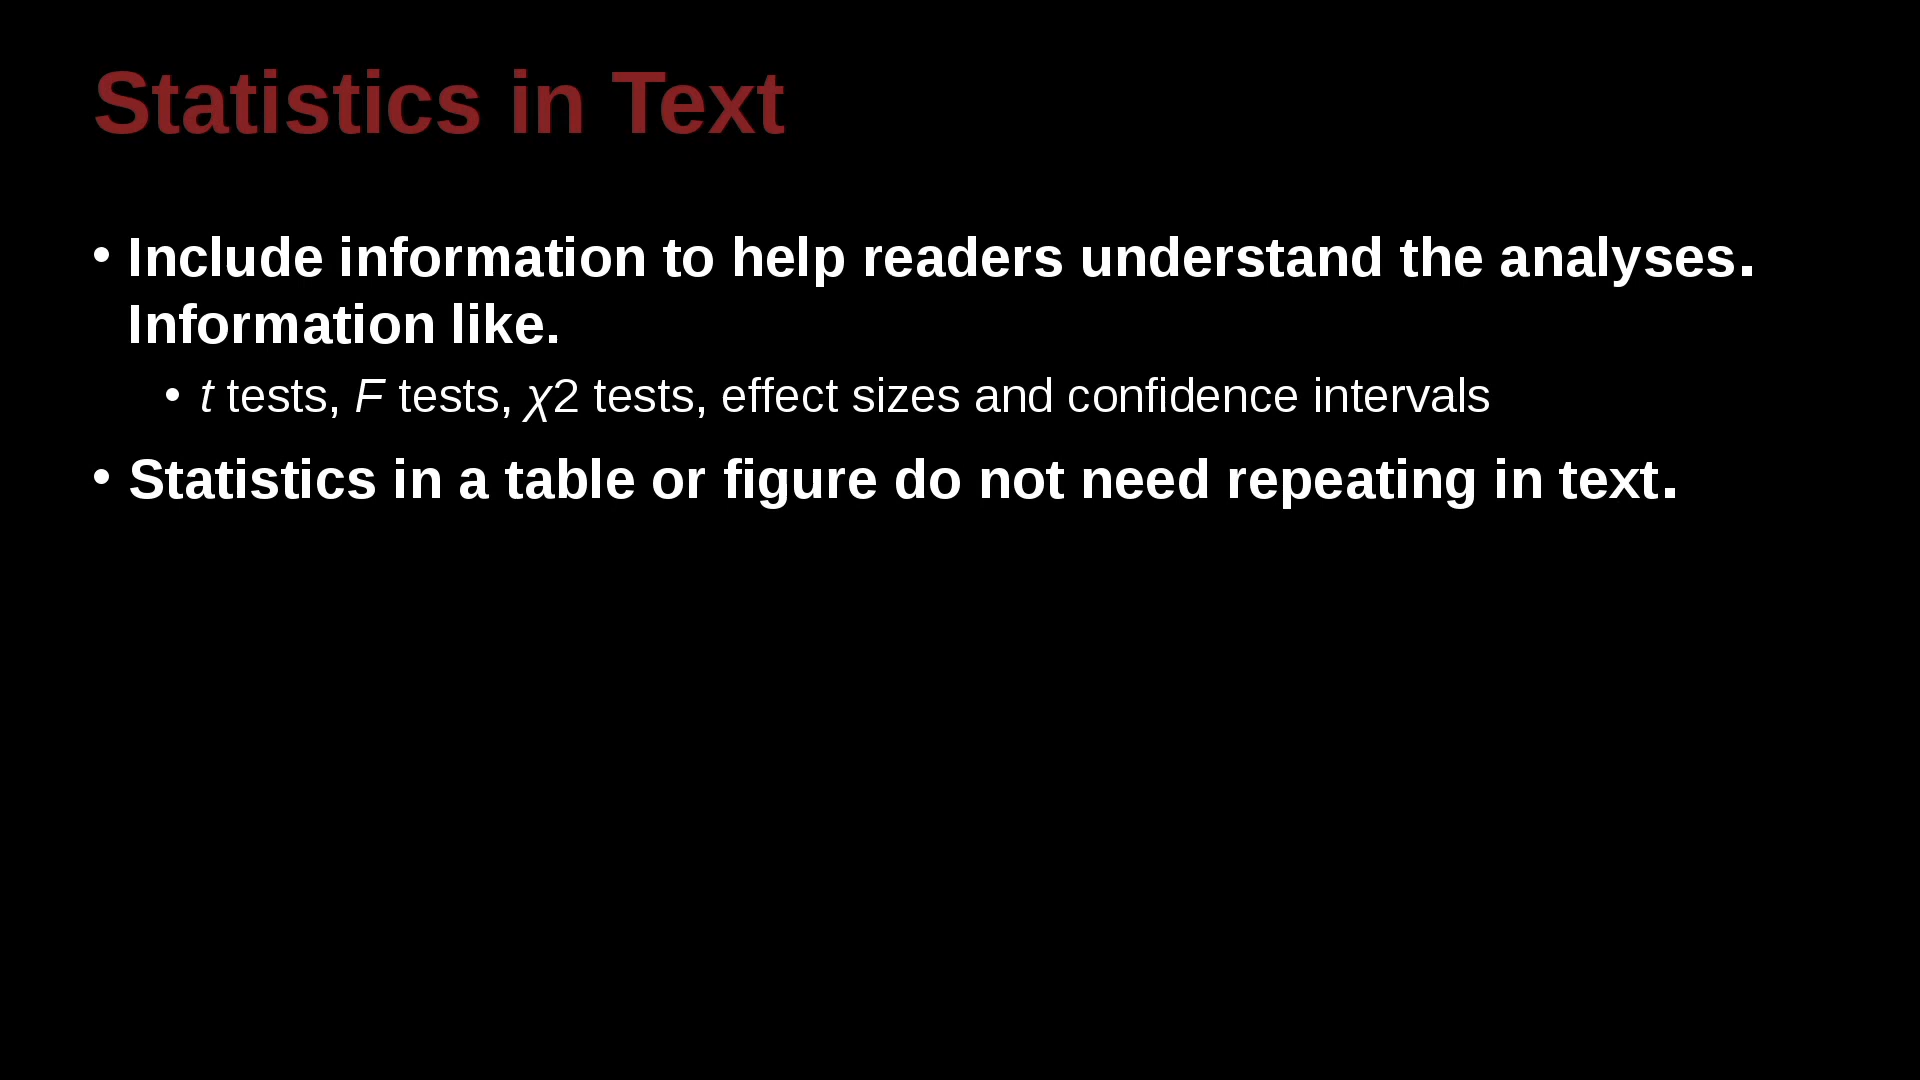 Statistics in Text
• Include information to help readers understand the analyses.
Information like.
• t tests, F tests, χ2 tests, effect sizes and confidence intervals
• Statistics in a table or figure do not need repeating in text.